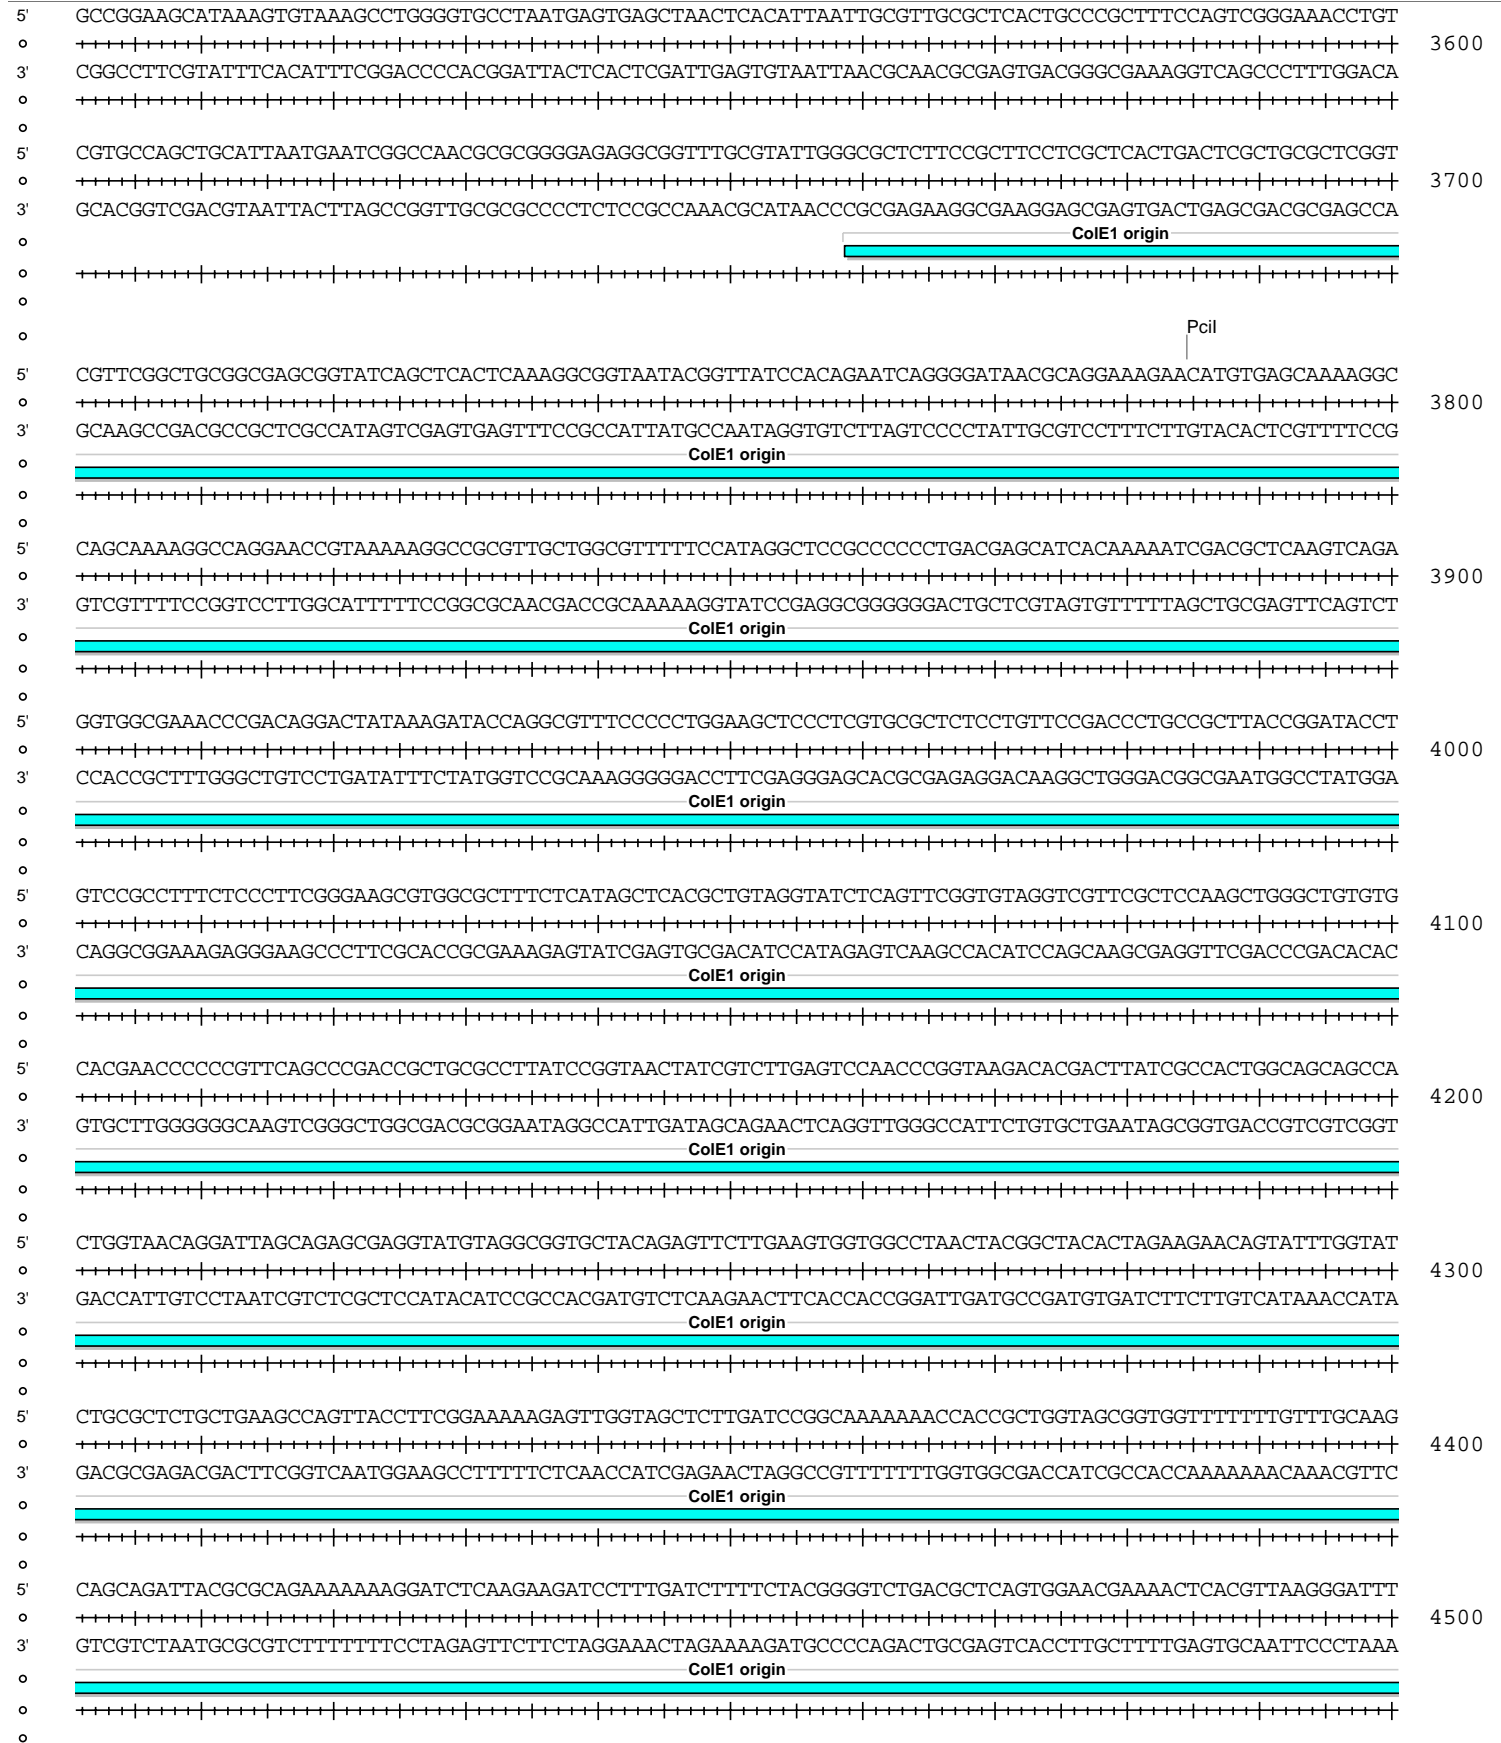 5' GCCGGAAGCATAAAGTGTAAAGCCTGGGGTGCCTAATGAGTGAGCTAACTCACATTAATTGCGTTGCGCTCACTGCCCGCTTTCCAGTCGGGAAACCTGT
3600
3' CGGCCTTCGTATTTCACATTTCGGACCCCACGGATTACTCACTCGATTGAGTGTAATTAACGCAACGCGAGTGACGGGCGAAAGGTCAGCCCTTTGGACA
5' CGTGCCAGCTGCATTAATGAATCGGCCAACGCGCGGGGAGAGGCGGTTTGCGTATTGGGCGCTCTTCCGCTTCCTCGCTCACTGACTCGCTGCGCTCGGT
3700
3' GCACGGTCGACGTAATTACTTAGCCGGTTGCGCGCCCCTCTCCGCCAAACGCATAACCCGCGAGAAGGCGAAGGAGCGAGTGACTGAGCGACGCGAGCCA
ColE1 origin
PciI
5' CGTTCGGCTGCGGCGAGCGGTATCAGCTCACTCAAAGGCGGTAATACGGTTATCCACAGAATCAGGGGATAACGCAGGAAAGAACATGTGAGCAAAAGGC
3800
3' GCAAGCCGACGCCGCTCGCCATAGTCGAGTGAGTTTCCGCCATTATGCCAATAGGTGTCTTAGTCCCCTATTGCGTCCTTTCTTGTACACTCGTTTTCCG
ColE1 origin
5' CAGCAAAAGGCCAGGAACCGTAAAAAGGCCGCGTTGCTGGCGTTTTTCCATAGGCTCCGCCCCCCTGACGAGCATCACAAAAATCGACGCTCAAGTCAGA
3900
3' GTCGTTTTCCGGTCCTTGGCATTTTTCCGGCGCAACGACCGCAAAAAGGTATCCGAGGCGGGGGGACTGCTCGTAGTGTTTTTAGCTGCGAGTTCAGTCT
ColE1 origin
5' GGTGGCGAAACCCGACAGGACTATAAAGATACCAGGCGTTTCCCCCTGGAAGCTCCCTCGTGCGCTCTCCTGTTCCGACCCTGCCGCTTACCGGATACCT
4000
3' CCACCGCTTTGGGCTGTCCTGATATTTCTATGGTCCGCAAAGGGGGACCTTCGAGGGAGCACGCGAGAGGACAAGGCTGGGACGGCGAATGGCCTATGGA
ColE1 origin
5' GTCCGCCTTTCTCCCTTCGGGAAGCGTGGCGCTTTCTCATAGCTCACGCTGTAGGTATCTCAGTTCGGTGTAGGTCGTTCGCTCCAAGCTGGGCTGTGTG
4100
3' CAGGCGGAAAGAGGGAAGCCCTTCGCACCGCGAAAGAGTATCGAGTGCGACATCCATAGAGTCAAGCCACATCCAGCAAGCGAGGTTCGACCCGACACAC
ColE1 origin
5' CACGAACCCCCCGTTCAGCCCGACCGCTGCGCCTTATCCGGTAACTATCGTCTTGAGTCCAACCCGGTAAGACACGACTTATCGCCACTGGCAGCAGCCA
4200
3' GTGCTTGGGGGGCAAGTCGGGCTGGCGACGCGGAATAGGCCATTGATAGCAGAACTCAGGTTGGGCCATTCTGTGCTGAATAGCGGTGACCGTCGTCGGT
ColE1 origin
5' CTGGTAACAGGATTAGCAGAGCGAGGTATGTAGGCGGTGCTACAGAGTTCTTGAAGTGGTGGCCTAACTACGGCTACACTAGAAGAACAGTATTTGGTAT
4300
3' GACCATTGTCCTAATCGTCTCGCTCCATACATCCGCCACGATGTCTCAAGAACTTCACCACCGGATTGATGCCGATGTGATCTTCTTGTCATAAACCATA
ColE1 origin
5' CTGCGCTCTGCTGAAGCCAGTTACCTTCGGAAAAAGAGTTGGTAGCTCTTGATCCGGCAAAAAAACCACCGCTGGTAGCGGTGGTTTTTTTGTTTGCAAG
4400
3' GACGCGAGACGACTTCGGTCAATGGAAGCCTTTTTCTCAACCATCGAGAACTAGGCCGTTTTTTTGGTGGCGACCATCGCCACCAAAAAAACAAACGTTC
ColE1 origin
5' CAGCAGATTACGCGCAGAAAAAAAGGATCTCAAGAAGATCCTTTGATCTTTTCTACGGGGTCTGACGCTCAGTGGAACGAAAACTCACGTTAAGGGATTT
4500
3' GTCGTCTAATGCGCGTCTTTTTTTCCTAGAGTTCTTCTAGGAAACTAGAAAAGATGCCCCAGACTGCGAGTCACCTTGCTTTTGAGTGCAATTCCCTAAA
ColE1 origin